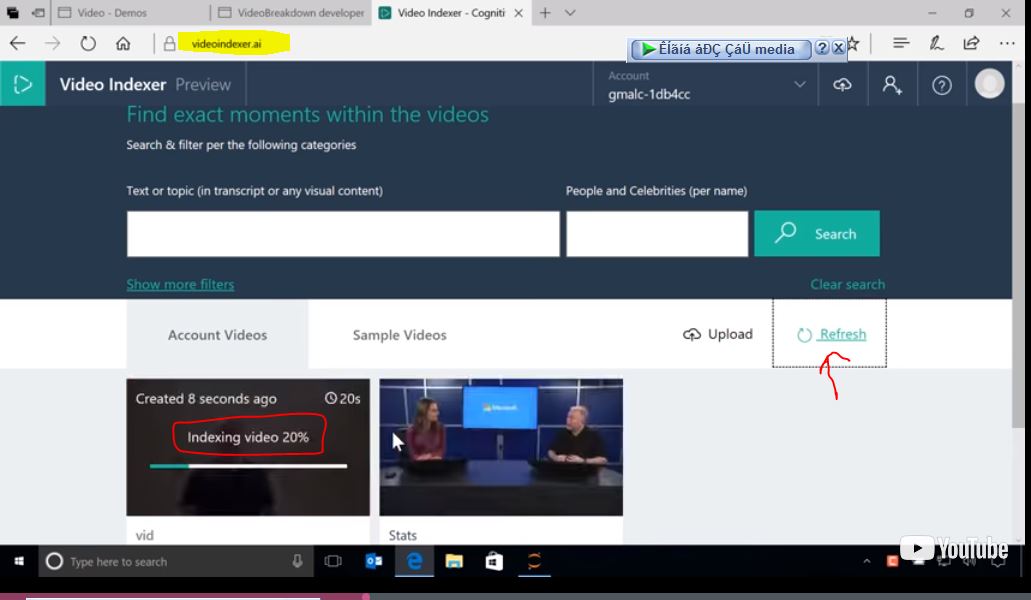 Video - Demos
VideoBreakdown developer
Video Indexer - Cogniti
videoindexer.ai
ÊÍãíá åÐÇ ÇáÜ media
?
X
Video Indexer Preview
Account
gmalc-1db4cc
Find exact moments within the videos
Search & filter per the following categories
Text or topic (in transcript or any visual content)
People and Celebrities (per name)
Search
Show more filters
Clear search
Account Videos
Sample Videos
Upload
Refresh
Created 8 seconds ago
20s
Indexing video 20%
Microsoft
vid
Stats
Type here to search
YouTube